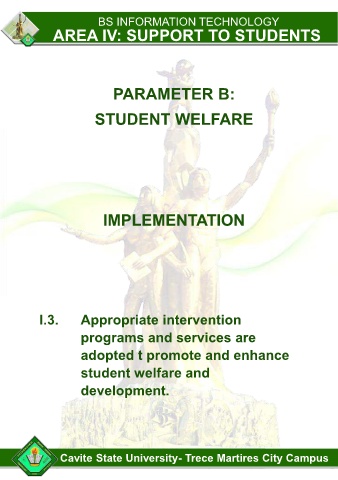 BS INFORMATION TECHNOLOGY
AREA IV: SUPPORT TO STUDENTS
PARAMETER B:
STUDENT WELFARE
IMPLEMENTATION
I.3. Appropriate intervention
programs and services are
adopted t promote and enhance
student welfare and
development.
Cavite State University- Trece Martires City Campus